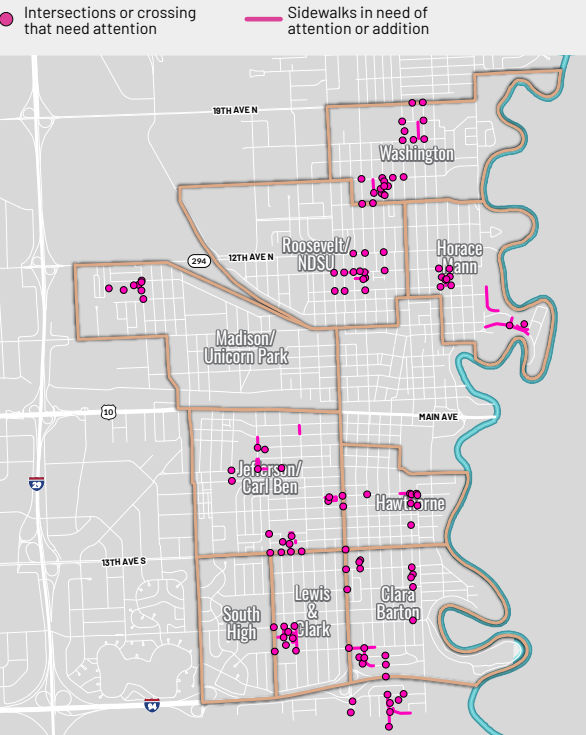 Intersections or crossing
that need attention
Sidewalks in need of
attention or addition
19TH AVE N
Washington
Roosevelt/
NDSU
12TH AVE N
294
Horace
Mann
Madison/
Unicorn Park
10
MAIN AVE
29
Jefferson/
Carl Ben
Hawthorne
13TH AVE S
South
High
Lewis
&
Clark
Clara
Barton
94